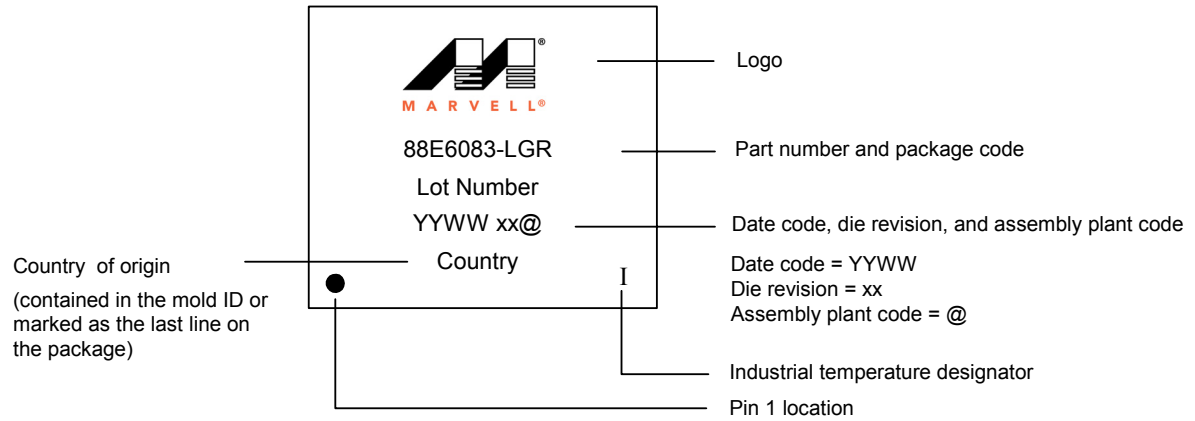 ®
MARVELL®
88E6083-LGR
Lot Number
YYWW xx@
Country
I
Logo
Part number and package code
Date code, die revision, and assembly plant code
Date code = YYWW
Die revision = xx
Assembly plant code = @
Industrial temperature designator
Pin 1 location
Country of origin
(contained in the mold ID or
marked as the last line on
the package)